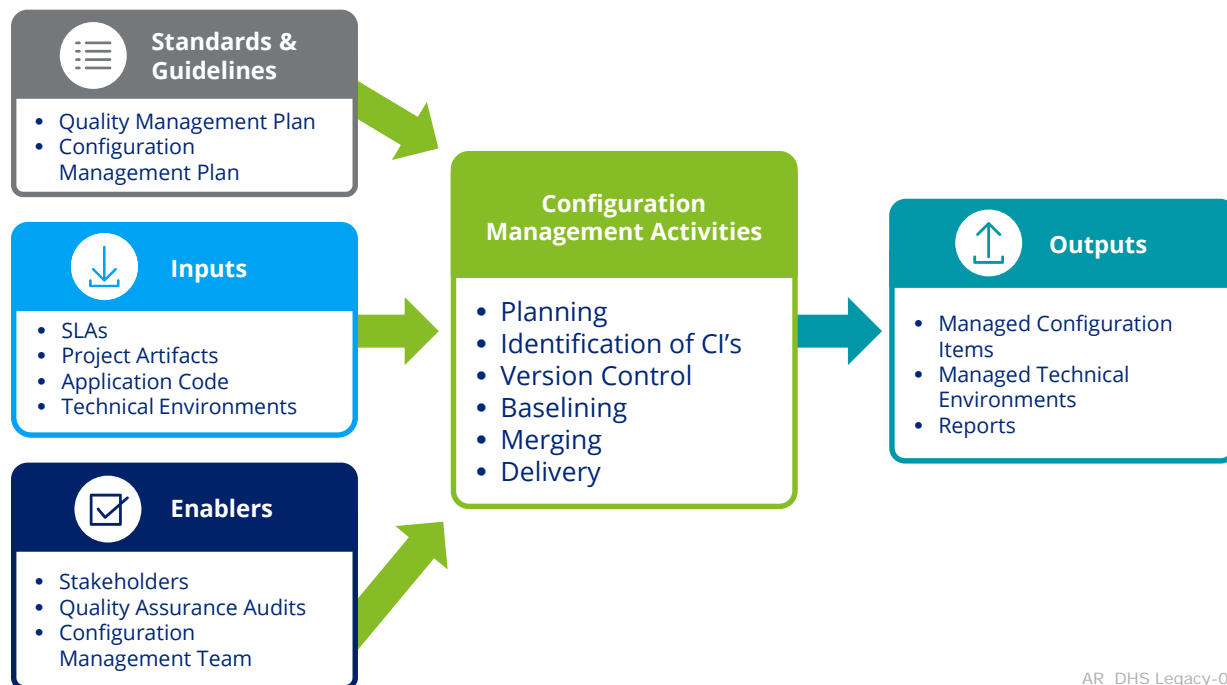 Standards &
Guidelines
• Quality Management Plan
• Configuration
Management Plan
Inputs
• SLAs
• Project Artifacts
• Application Code
• Technical Environments
Enablers
• Stakeholders
• Quality Assurance Audits
• Configuration
Management Team
Configuration
Management Activities
• Planning
• Identification of CI’s
• Version Control
• Baselining
• Merging
• Delivery
Outputs
• Managed Configuration
Items
• Managed Technical
Environments
• Reports
AR_DHS Legacy-0